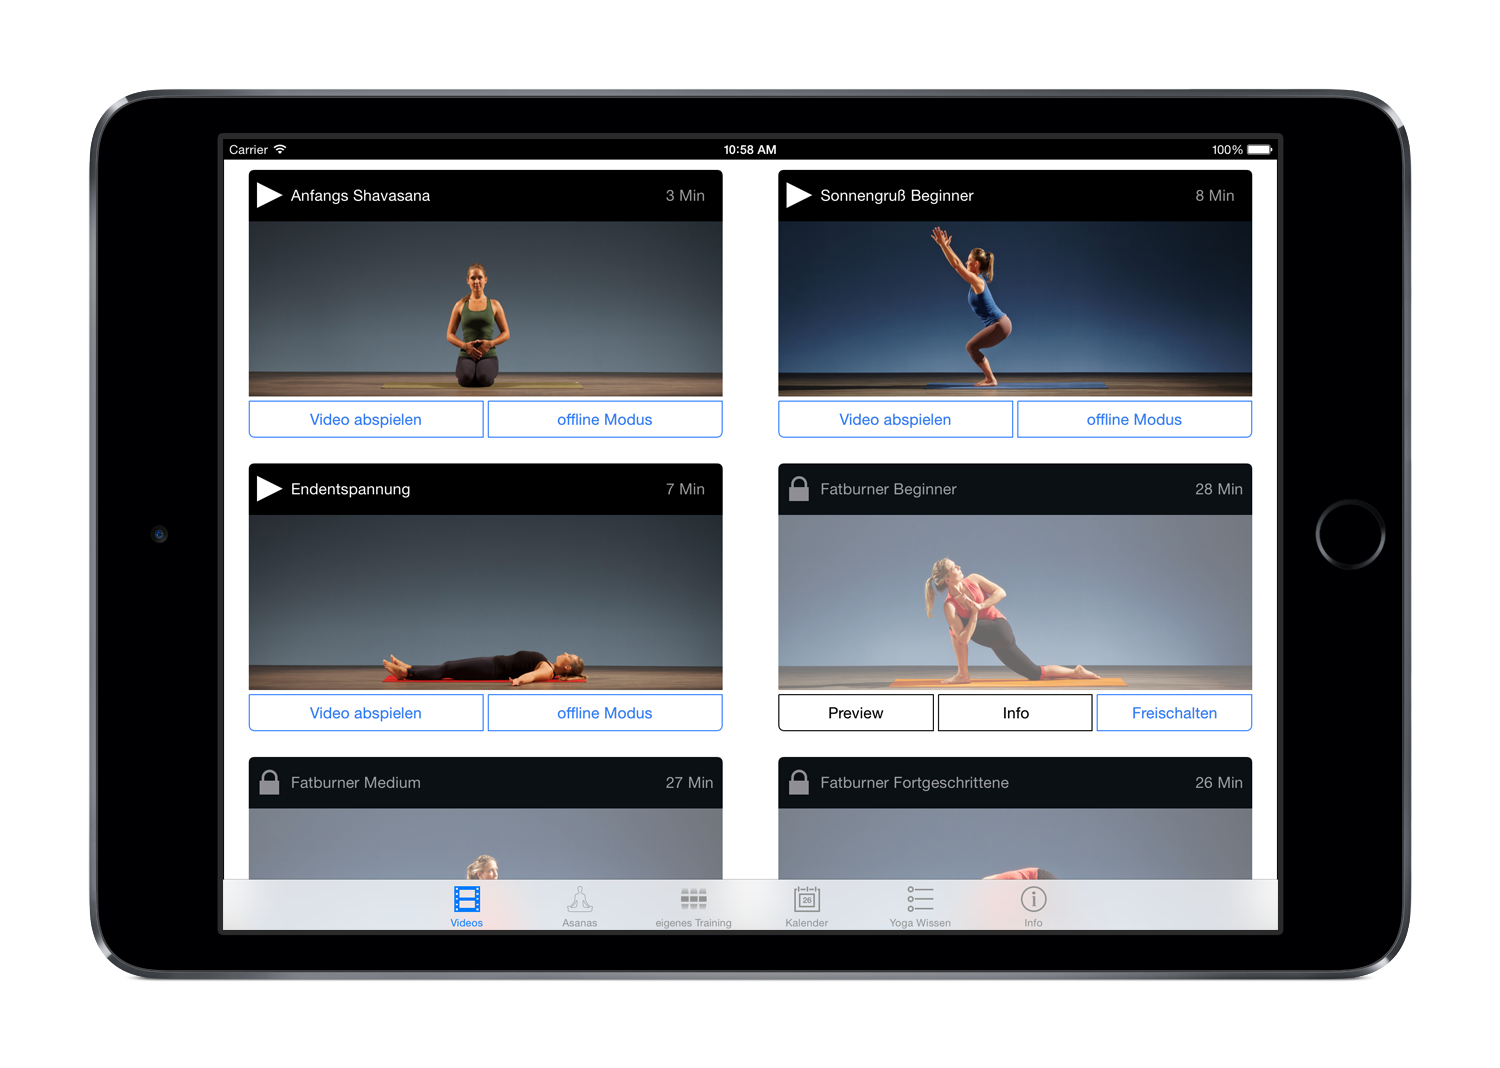 Carrier 10:58 AM 100%
Anfangs Shavasana 3 Min
Sonnengruß Beginner 8 Min
Video abspielen offline Modus
Video abspielen offline Modus
Endentspannung 7 Min
Fatburner Beginner 28 Min
Video abspielen offline Modus
Preview Info Freischalten
Fatburner Medium 27 Min
Fatburner Fortgeschrittene 26 Min
26
Videos Asanas eigenes Training Kalender Yoga Wissen Info